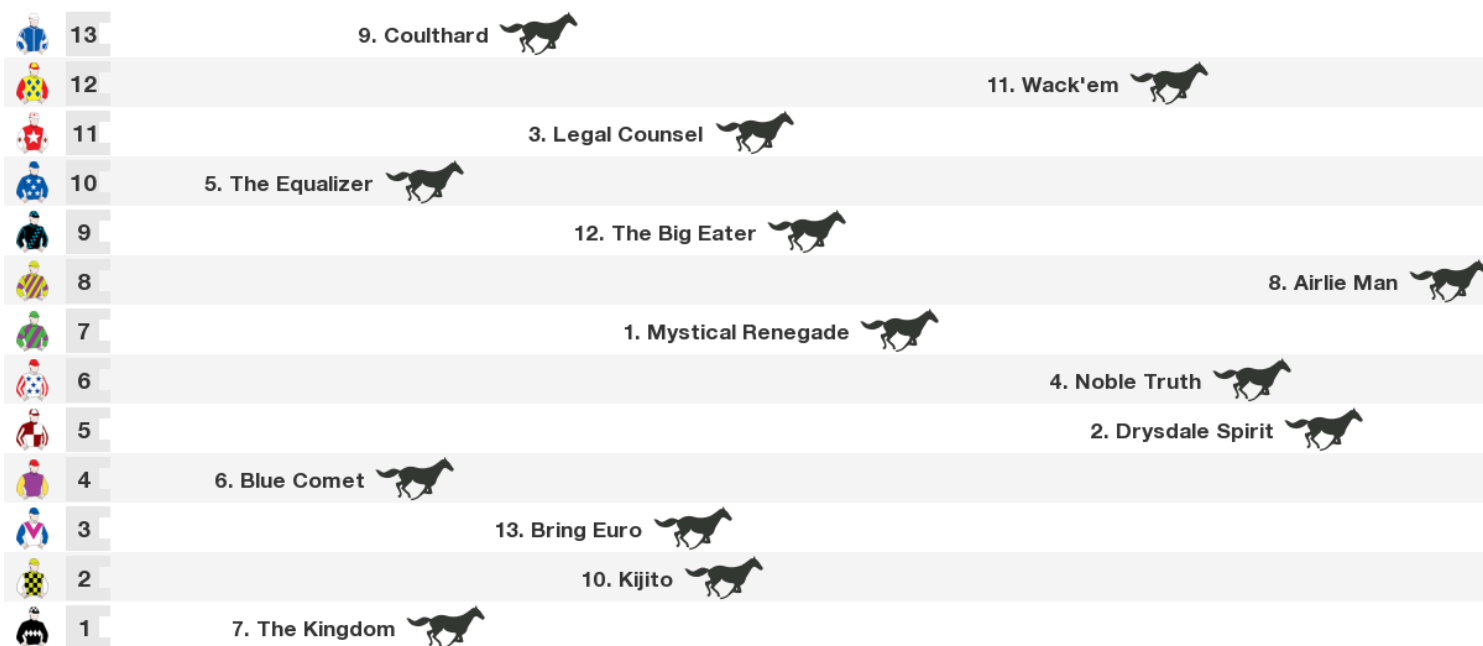 13 9. Coulthard
12 11. Wack'em
11 3. Legal Counsel
10 5. The Equalizer
9 12. The Big Eater
8 8. Airlie Man
7 1. Mystical Renegade
6 4. Noble Truth
5 2. Drysdale Spirit
4 6. Blue Comet
3 13. Bring Euro
2 10. Kijito
1 7. The Kingdom